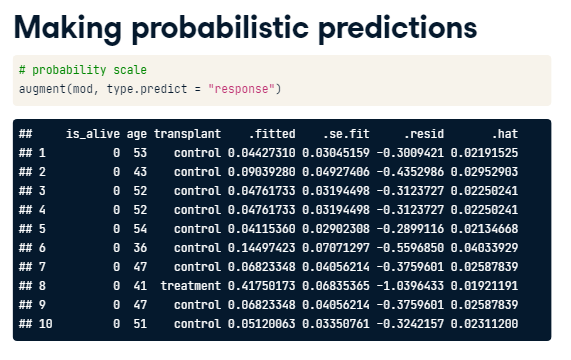 Making probabilistic predictions
# probability scale
augment(mod, type.predict = "response")
##     is_alive age transplant    .fitted    .se.fit     .resid       .hat
## 1          0  53    control 0.04427310 0.03045159 -0.3009421 0.02191525
## 2          0  43    control 0.09039280 0.04927406 -0.4352986 0.02952903
## 3          0  52    control 0.04761733 0.03194498 -0.3123727 0.02250241
## 4          0  52    control 0.04761733 0.03194498 -0.3123727 0.02250241
## 5          0  54    control 0.04115360 0.02902308 -0.2899116 0.02134668
## 6          0  36    control 0.14497423 0.07071297 -0.5596850 0.04033929
## 7          0  47    control 0.06823348 0.04056214 -0.3759601 0.02587839
## 8          0  41  treatment 0.41750173 0.06835365 -1.0396433 0.01921191
## 9          0  47    control 0.06823348 0.04056214 -0.3759601 0.02587839
## 10         0  51    control 0.05120063 0.03350761 -0.3242157 0.02311200